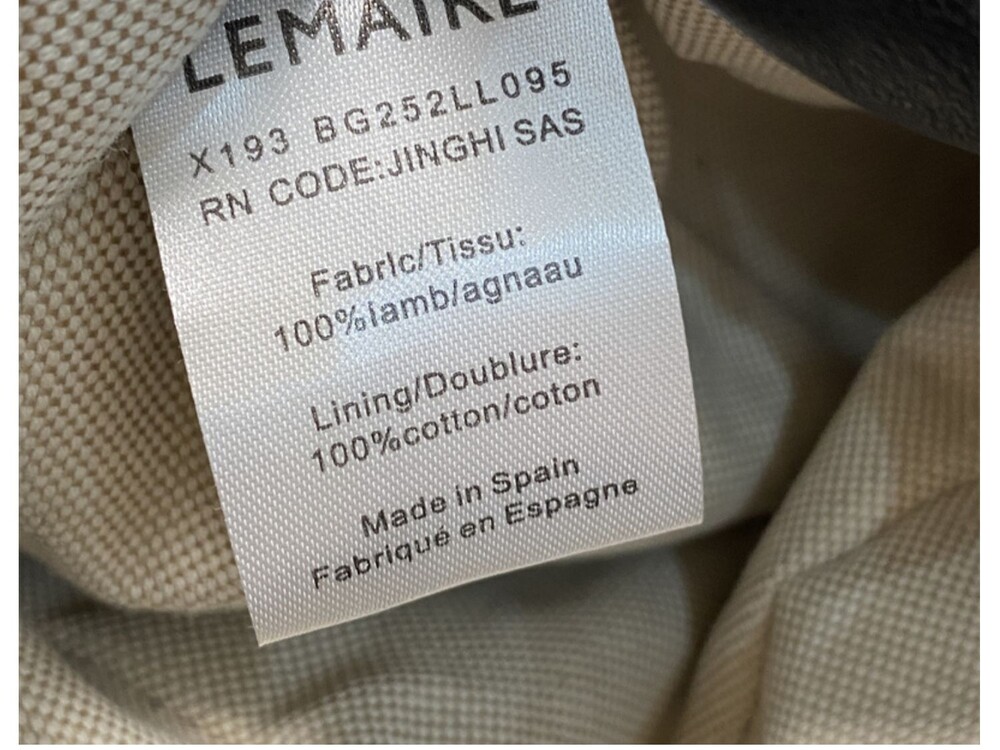 LEMAIRE
X193 BG252LL095
RN CODE:JINGHI SAS
Fabrlc/Tissu:
100%lamb/agnaau
Lining/Doublure:
100%cotton/coton
Made in Spain
Fabriqué en Espagne